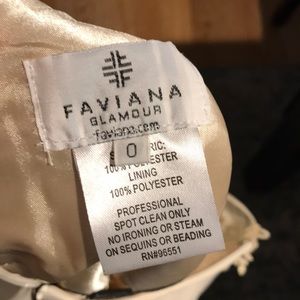 FAVIANA
GLAMOUR
faviana.com
0
RIC:
100% POLYESTER
LINING
100% POLYESTER
PROFESSIONAL
SPOT CLEAN ONLY
NO IRONING OR STEAM
ON SEQUINS OR BEADING
RN#96551